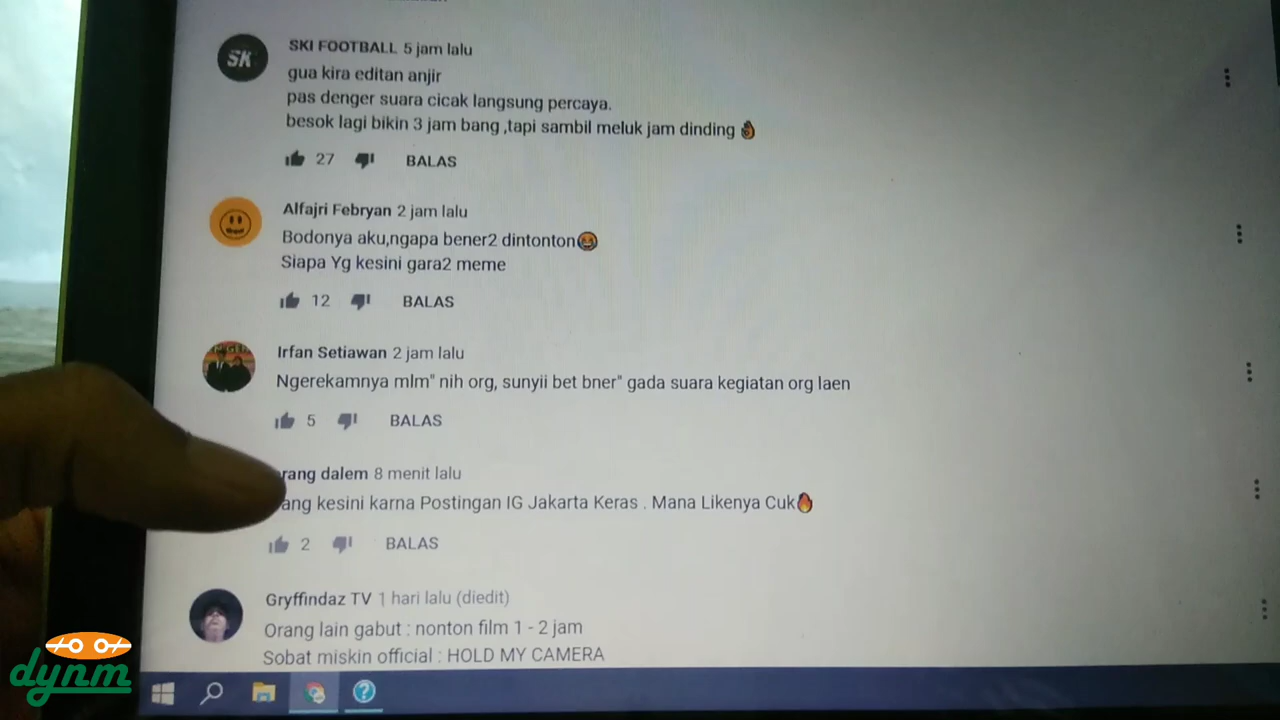 SK
SKI FOOTBALL 5 jam lalu
gua kira editan anjir
pas denger suara cicak langsung percaya.
besok lagi bikin 3 jam bang ,tapi sambil meluk jam dinding👌
27 BALAS
Alfajri Febryan 2 jam lalu
Bodonya aku,ngapa bener2 dintonton😂
Siapa Yg kesini gara2 meme
12 BALAS
Irfan Setiawan 2 jam lalu
Ngerekamnya mlm" nih org, sunyii bet bner" gada suara kegiatan org laen
5 BALAS
rang dalem 8 menit lalu
ang kesini karna Postingan IG Jakarta Keras . Mana Likenya Cuk🔥
2 BALAS
Gryffindaz TV 1 hari lalu (diedit)
Orang lain gabut : nonton film 1 - 2 jam
Sobat miskin official : HOLD MY CAMERA
dynm